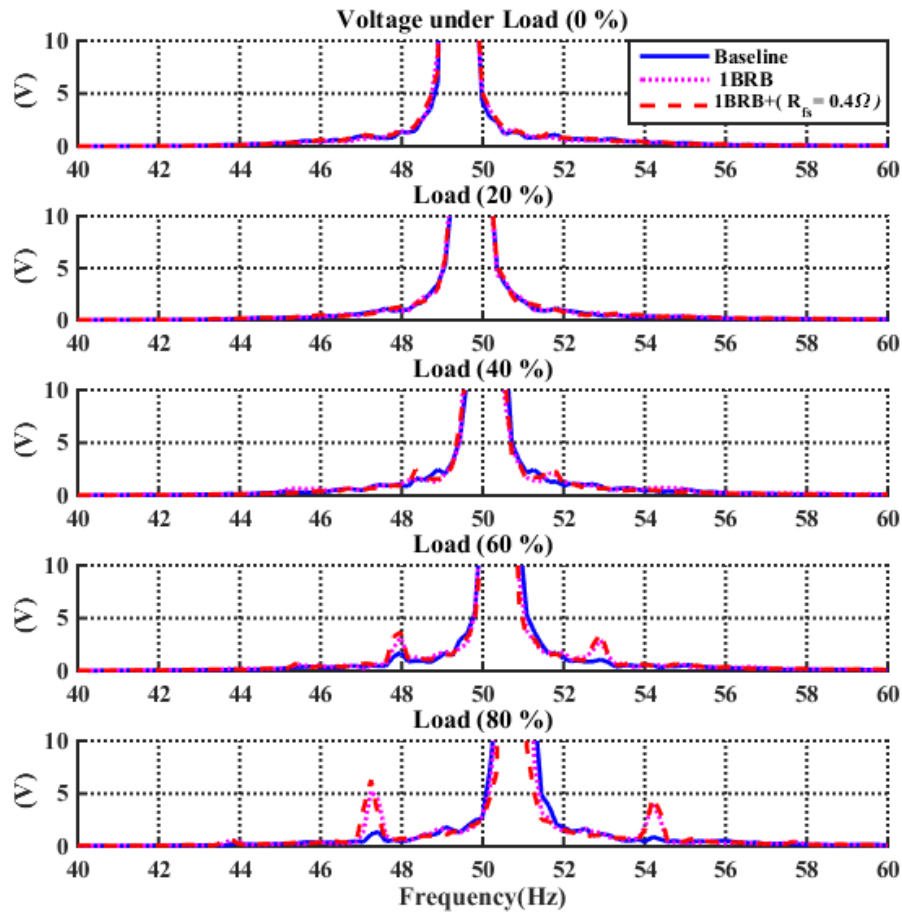 Voltage under Load (0 %)
10
5
0
(V)
Baseline
1BRB
1BRB+( R_fs = 0.4Ω )
40 42 44 46 48 50 52 54 56 58 60
Load (20 %)
10
5
0
(V)
40 42 44 46 48 50 52 54 56 58 60
Load (40 %)
10
5
0
(V)
40 42 44 46 48 50 52 54 56 58 60
Load (60 %)
10
5
0
(V)
40 42 44 46 48 50 52 54 56 58 60
Load (80 %)
10
5
0
(V)
40 42 44 46 48 50 52 54 56 58 60
Frequency(Hz)